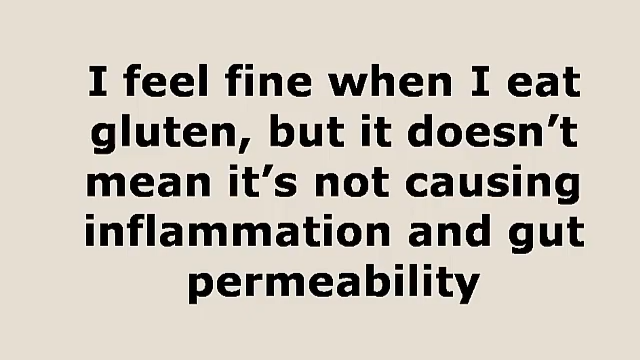 I feel fine when I eat
gluten, but it doesn’t
mean it’s not causing
inflammation and gut
permeability